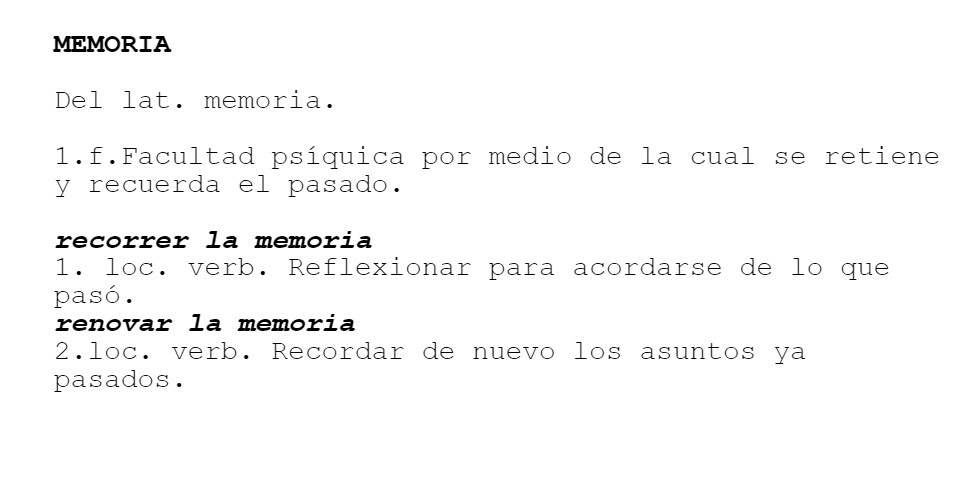 MEMORIA
Del lat. memoria.
1.f.Facultad psíquica por medio de la cual se retiene
y recuerda el pasado.
recorrer la memoria
1. loc. verb. Reflexionar para acordarse de lo que
pasó.
renovar la memoria
2.loc. verb. Recordar de nuevo los asuntos ya
pasados.